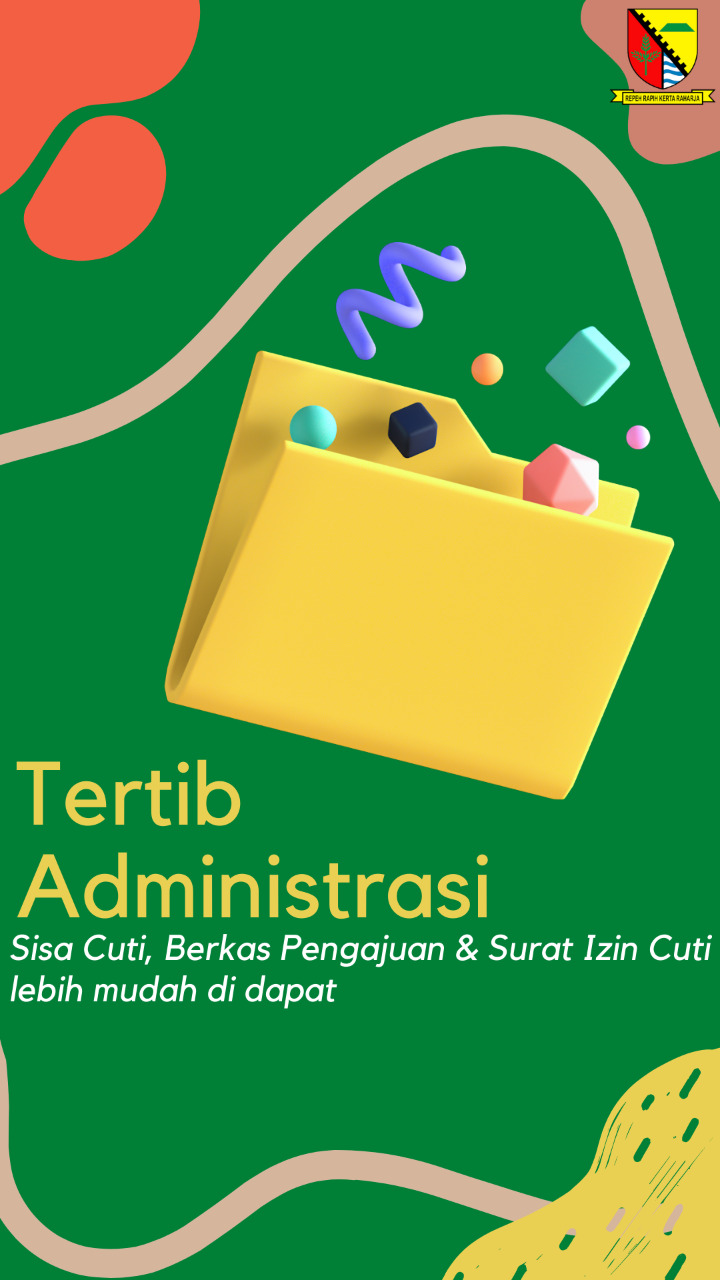 REPEH RAPIH KERTA RAHARJA
Tertib
Administrasi
Sisa Cuti, Berkas Pengajuan & Surat Izin Cuti
lebih mudah di dapat